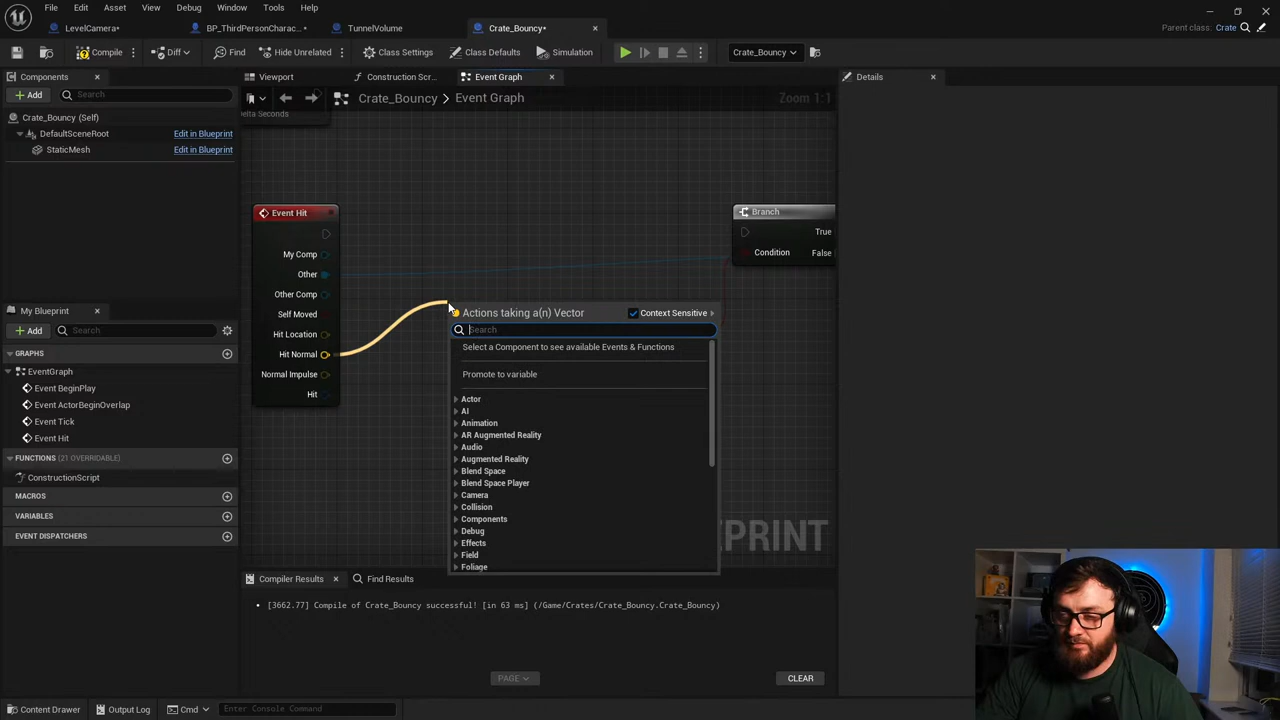 File Edit Asset View Debug Window Tools Help
LevelCamera* BP_ThirdPersonCharac...* TunnelVolume Crate_Bouncy* Parent class: Crate
Compile Diff Find Hide Unrelated Class Settings Class Defaults Simulation Crate_Bouncy
Components Viewport Construction Scr... Event Graph Details
Add Search Crate_Bouncy > Event Graph Zoom 1:1
Crate_Bouncy (Self)
DefaultSceneRoot Edit in Blueprint
StaticMesh Edit in Blueprint
Delta Seconds
Event Hit
My Comp
Other
Other Comp
Self Moved
Hit Location
Hit Normal
Normal Impulse
Hit
Branch
True
Condition False
Actions taking a(n) Vector Context Sensitive
Search
Select a Component to see available Events & Functions
Promote to variable
Actor
AI
Animation
AR Augmented Reality
Audio
Augmented Reality
Blend Space
Blend Space Player
Camera
Collision
Components
Debug
Effects
Field
Foliage
My Blueprint
Add Search
GRAPHS
EventGraph
Event BeginPlay
Event ActorBeginOverlap
Event Tick
Event Hit
FUNCTIONS (21 OVERRIDABLE)
ConstructionScript
MACROS
VARIABLES
EVENT DISPATCHERS
EPRINT
Compiler Results Find Results
[3662.77] Compile of Crate_Bouncy successful! [in 63 ms] (/Game/Crates/Crate_Bouncy.Crate_Bouncy)
PAGE CLEAR
Content Drawer Output Log Cmd Enter Console Command